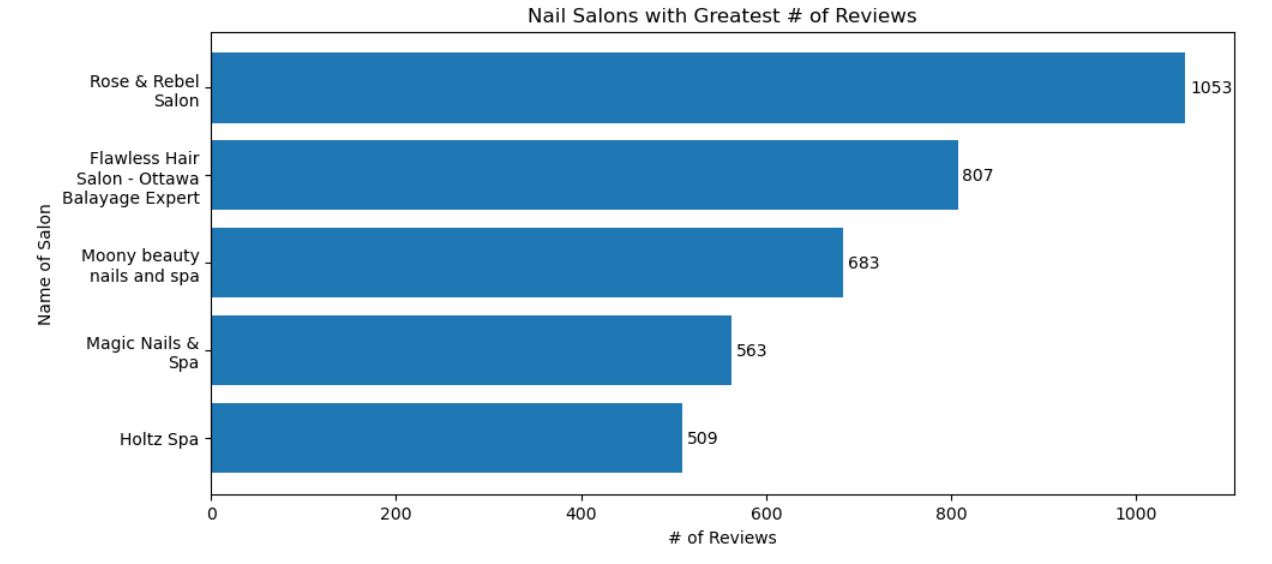 Nail Salons with Greatest # of Reviews
Rose & Rebel
Salon
1053
Flawless Hair
Salon - Ottawa
Balayage Expert
807
Moony beauty
nails and spa
683
Magic Nails &
Spa
563
Holtz Spa
509
Name of Salon
0 200 400 600 800 1000
# of Reviews